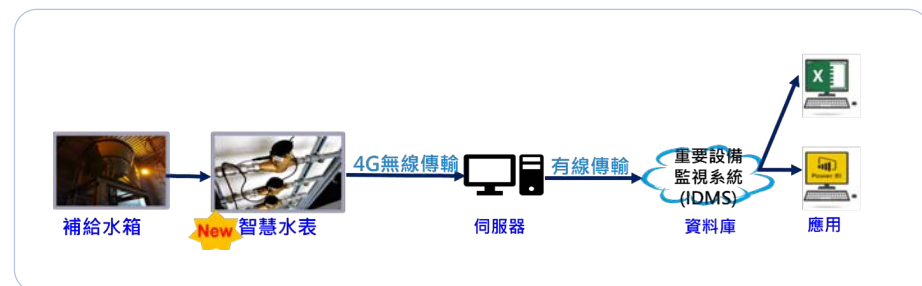 4G無線傳輸
有線傳輸
重要設備
監視系統
(IDMS)
X
Power BI
補給水箱
New
智慧水表
伺服器
資料庫
應用